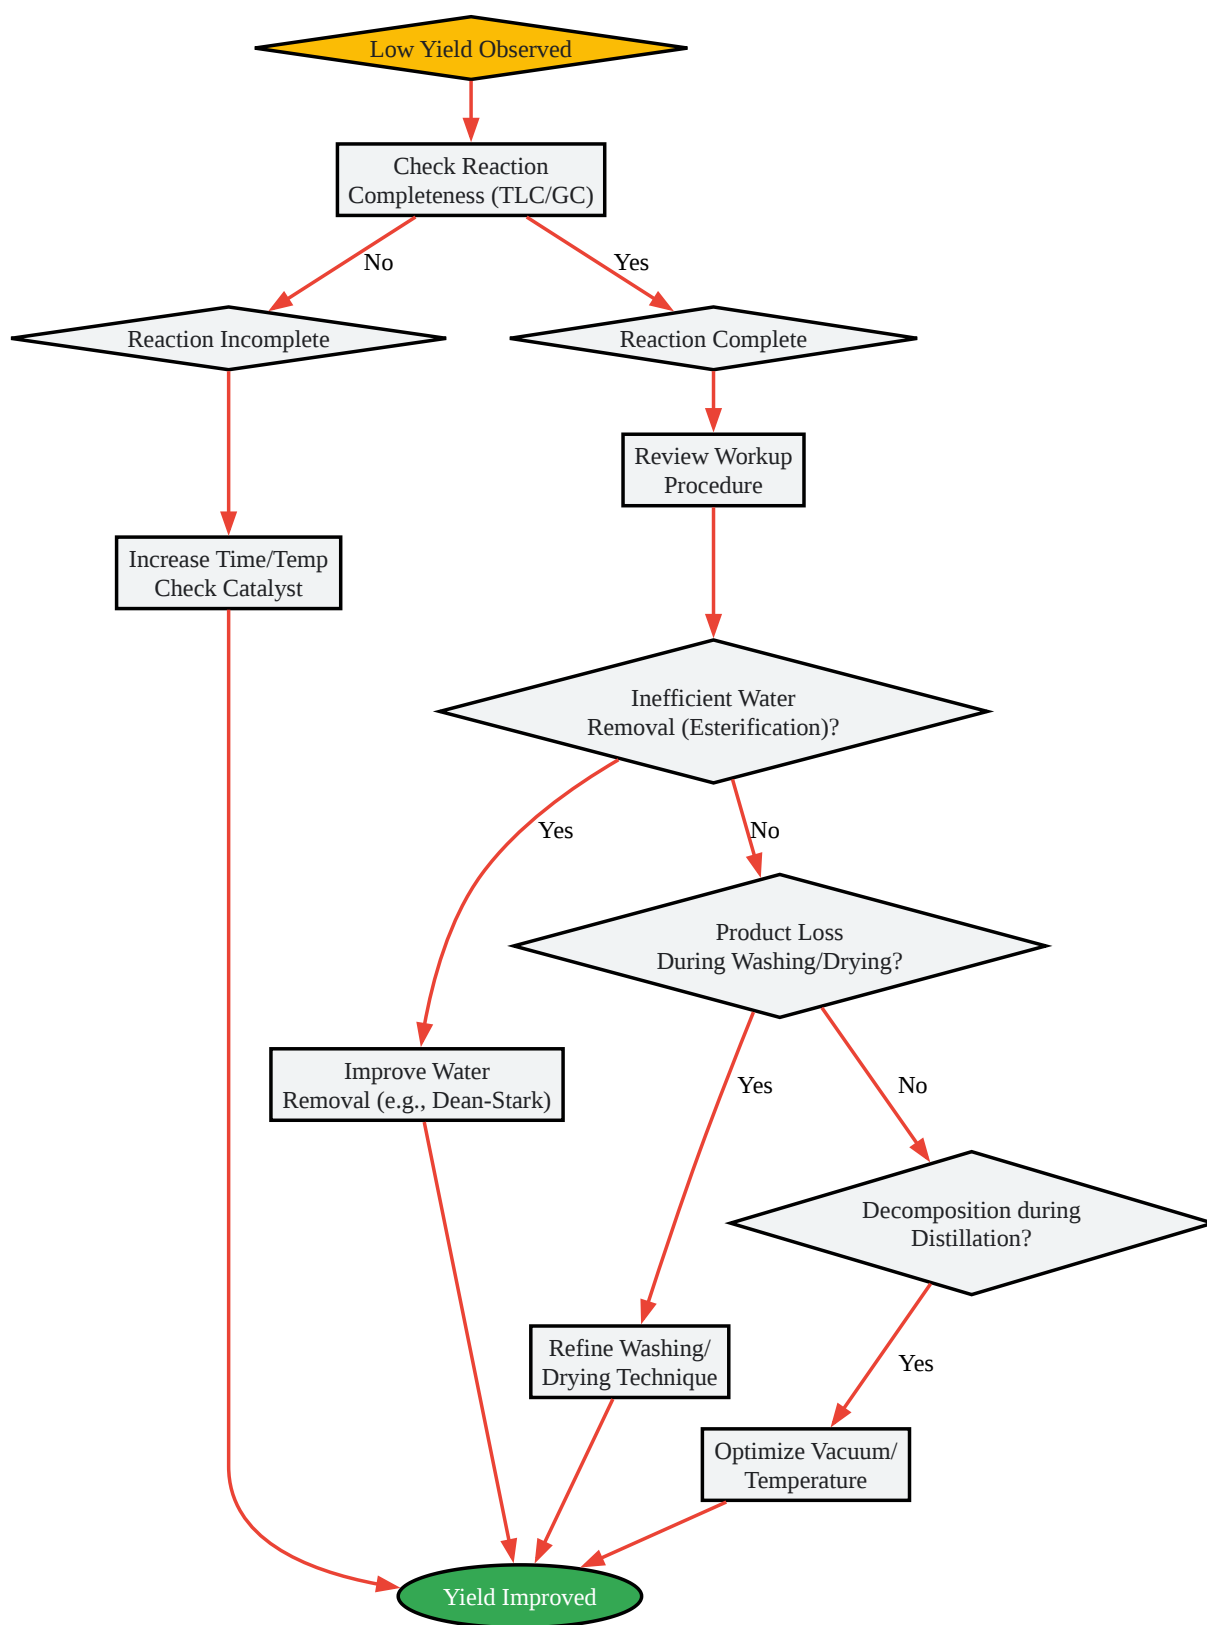 Low Yield Observed
Check Reaction
Completeness (TLC/GC)
No
Yes
Reaction Incomplete
Reaction Complete
Review Workup
Procedure
Increase Time/Temp
Check Catalyst
Inefficient Water
Removal (Esterification)?
Yes
No
Product Loss
During Washing/Drying?
Improve Water
Removal (e.g., Dean-Stark)
Yes
No
Decomposition during
Distillation?
Refine Washing/
Drying Technique
Yes
Optimize Vacuum/
Temperature
Yield Improved